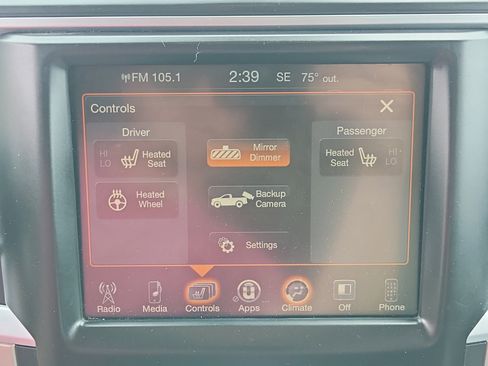 FM 105.1 2:39 SE 75° out.
Controls
Driver
Passenger
HI
LO
Heated
Seat
Mirror
Dimmer
Heated
Seat
HI
LO
Heated
Wheel
Backup
Camera
Settings
Radio Media Controls Apps Climate Off Phone